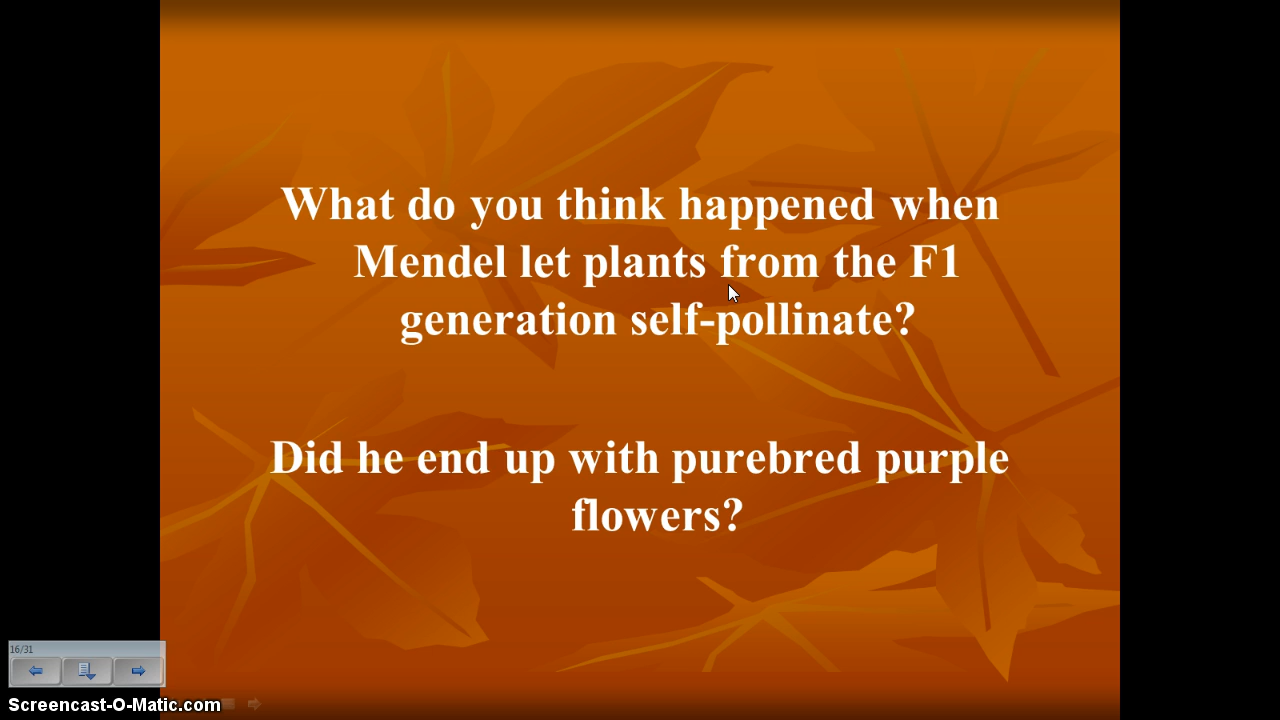 What do you think happened when
Mendel let plants from the F1
generation self-pollinate?
Did he end up with purebred purple
flowers?
16/31
Screencast-O-Matic.com